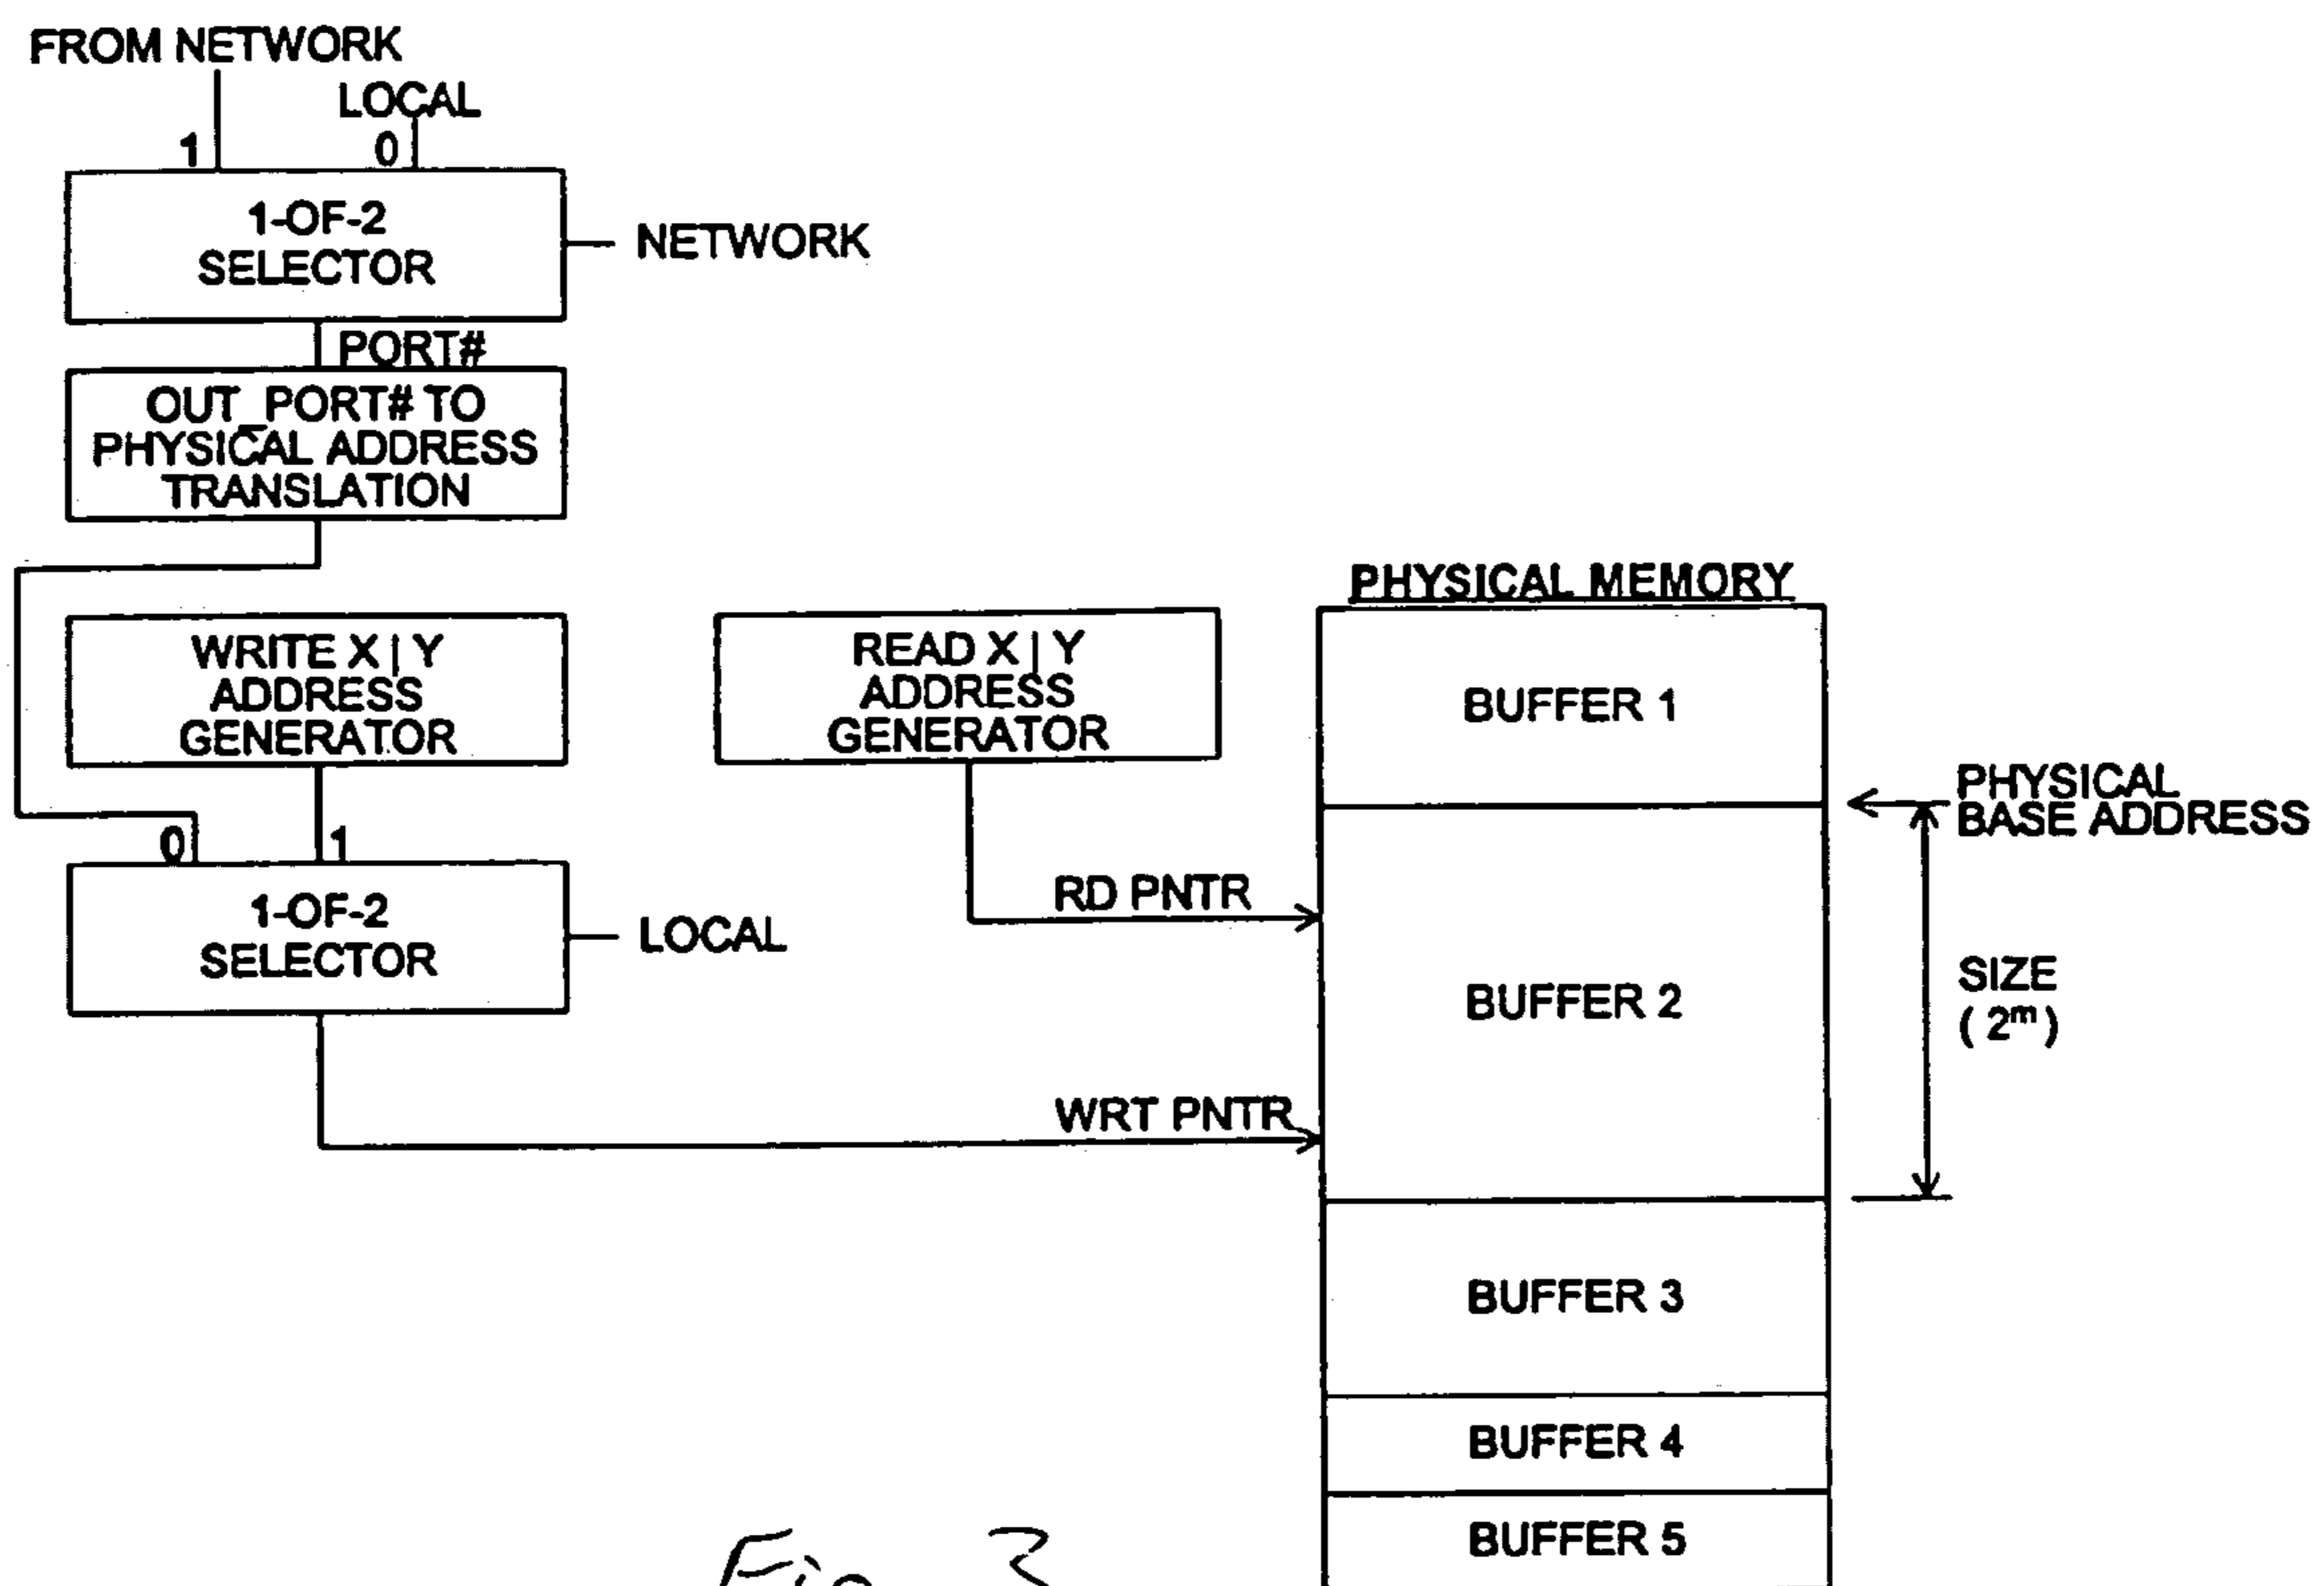 FROM NETWORK
LOCAL
1
0
1-OF-2
SELECTOR
NETWORK
PORT#
OUT_PORT# TO
PHYSICAL ADDRESS
TRANSLATION
WRITE X | Y
ADDRESS
GENERATOR
READ X | Y
ADDRESS
GENERATOR
0
1
1-OF-2
SELECTOR
LOCAL
RD PNTR
WRT PNTR
PHYSICAL MEMORY
BUFFER 1
BUFFER 2
BUFFER 3
BUFFER 4
BUFFER 5
PHYSICAL
BASE ADDRESS
SIZE
( 2ᵐ )
Fig. 3